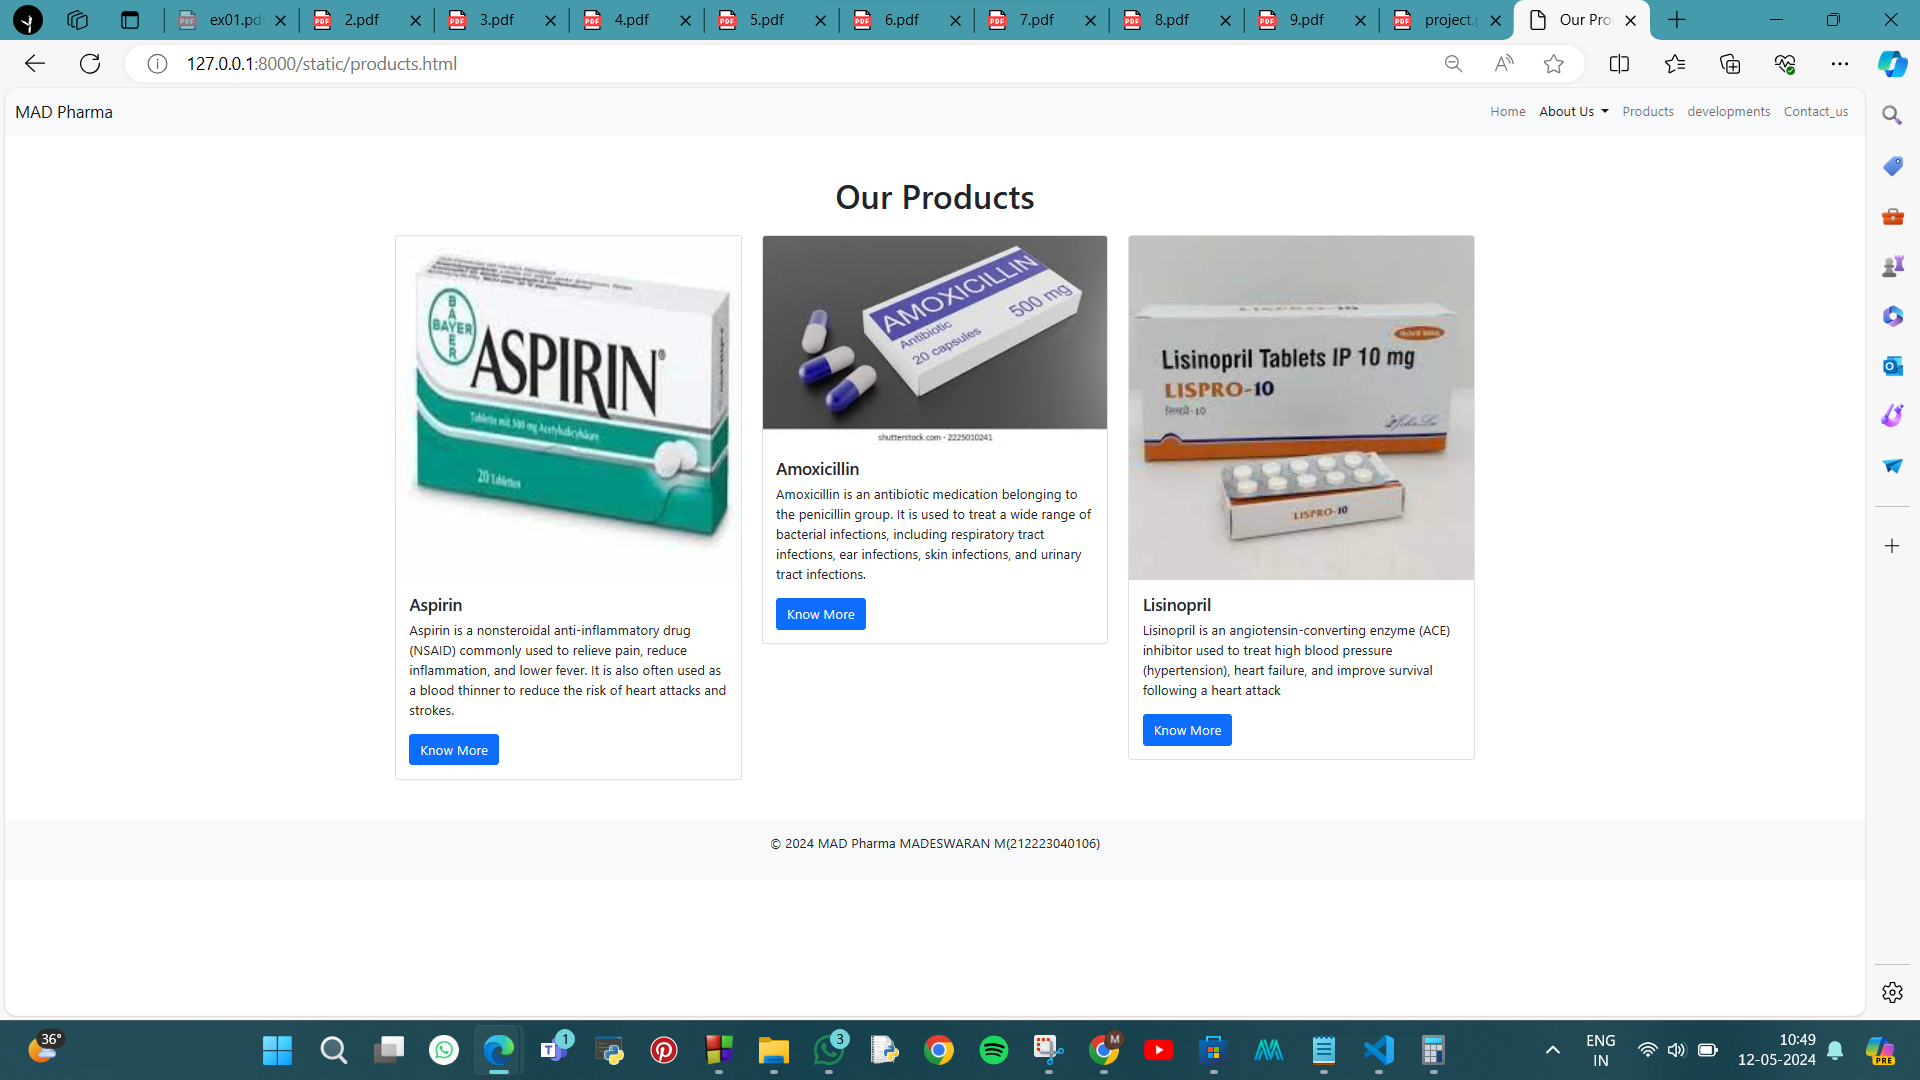 ex01.pd
2.pdf
3.pdf
4.pdf
5.pdf
6.pdf
7.pdf
8.pdf
9.pdf
project.
Our Pro
127.0.0.1:8000/static/products.html
MAD Pharma
Home
About Us
Products
developments
Contact_us
Our Products
BAYER
BAYER
ASPIRIN®
Tablette mit 500 mg Acetylsalicylsäure
20 Tabletten
AMOXICILLIN
500 mg
Antibiotic
20 capsules
shutterstock.com · 2225010241
Lisinopril Tablets IP 10 mg
LISPRO-10
LISPRO-10
Amoxicillin
Amoxicillin is an antibiotic medication belonging to
the penicillin group. It is used to treat a wide range of
bacterial infections, including respiratory tract
infections, ear infections, skin infections, and urinary
tract infections.
Know More
Aspirin
Aspirin is a nonsteroidal anti-inflammatory drug
(NSAID) commonly used to relieve pain, reduce
inflammation, and lower fever. It is also often used as
a blood thinner to reduce the risk of heart attacks and
strokes.
Know More
Lisinopril
Lisinopril is an angiotensin-converting enzyme (ACE)
inhibitor used to treat high blood pressure
(hypertension), heart failure, and improve survival
following a heart attack
Know More
© 2024 MAD Pharma MADESWARAN M(212223040106)
36°
1
3
M
ENG
IN
10:49
12-05-2024
PRE